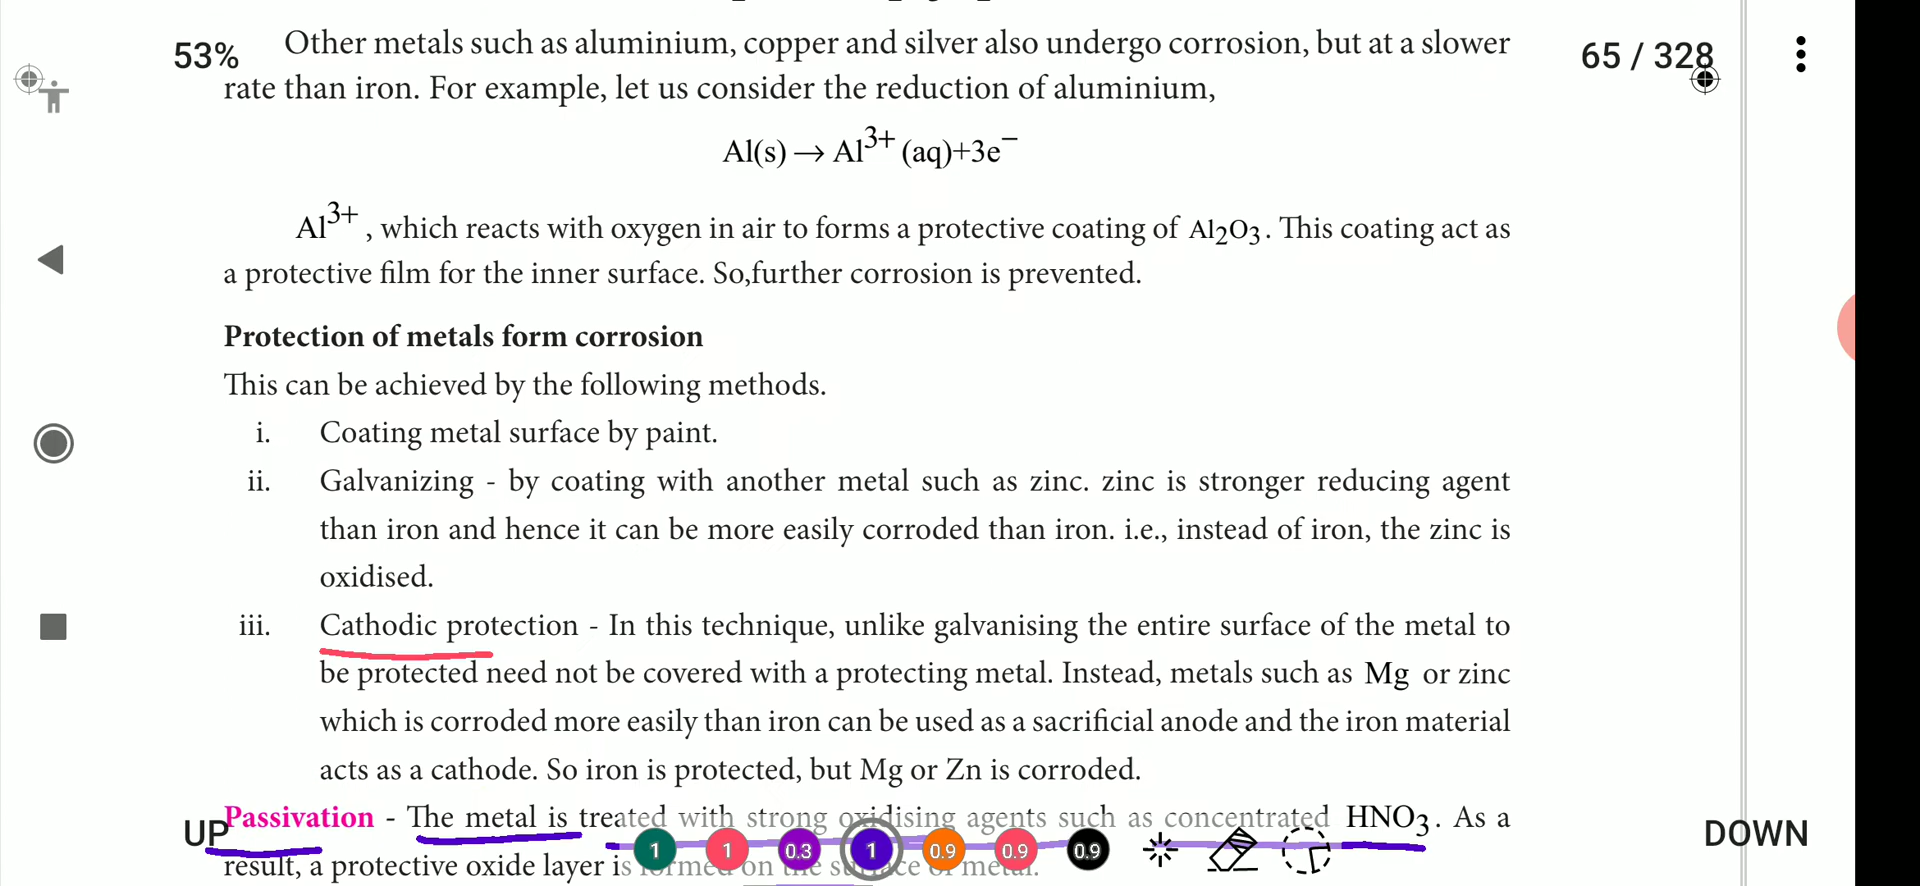 53%
65 / 328
Other metals such as aluminium, copper and silver also undergo corrosion, but at a slower
rate than iron. For example, let us consider the reduction of aluminium,
Al(s) → Al³⁺ (aq)+3e⁻
Al³⁺ , which reacts with oxygen in air to forms a protective coating of Al₂O₃. This coating act as
a protective film for the inner surface. So,further corrosion is prevented.
Protection of metals form corrosion
This can be achieved by the following methods.
i. Coating metal surface by paint.
ii. Galvanizing - by coating with another metal such as zinc. zinc is stronger reducing agent
than iron and hence it can be more easily corroded than iron. i.e., instead of iron, the zinc is
oxidised.
iii. Cathodic protection - In this technique, unlike galvanising the entire surface of the metal to
be protected need not be covered with a protecting metal. Instead, metals such as Mg or zinc
which is corroded more easily than iron can be used as a sacrificial anode and the iron material
acts as a cathode. So iron is protected, but Mg or Zn is corroded.
Passivation - The metal is treated with strong oxidising agents such as concentrated HNO₃. As a
UP
DOWN
1 1 0.3 1 0.9 0.9 0.9
result, a protective oxide layer is formed on the surface of metal.